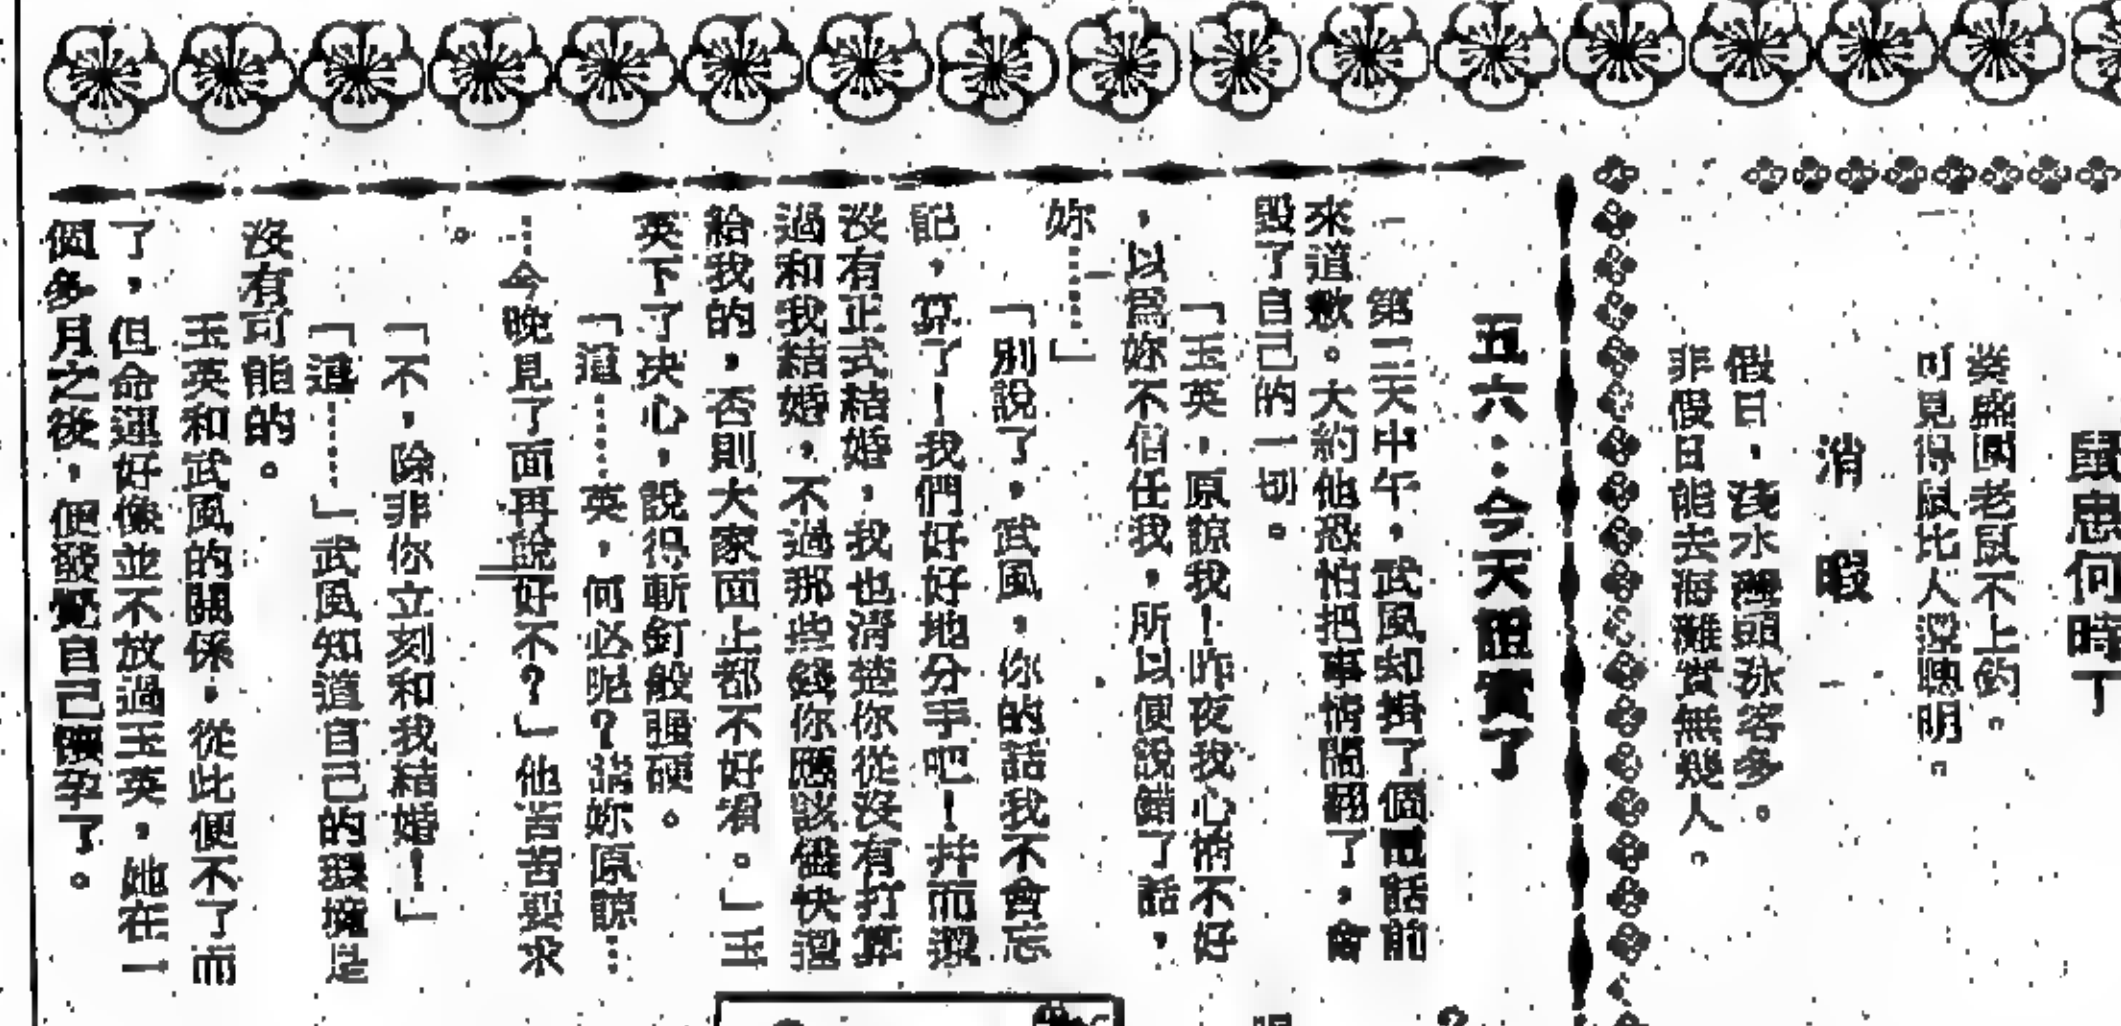 鼠患何時了
葵盛圍老鼠不上釣。
可見得鼠比人還聰明。
消暇
假日,淺水灣頭泳客多。
非假日能去海灘實無幾人。
五六:今天證實了
第二天中午,武風却掛了個電話前
來道歉。大約他恐怕把事情鬧翻了,會
毀了自己的一切。
「玉英,原諒我!昨夜我心情不好
,以爲妳不信任我,所以便說錯了話,
妳……」
「別說了,武風,你的話我不會忘
記,算了!我們好好地分手吧!幷而還
沒有正式結婚,我也清楚你從沒有打算
過和我結婚,不過那些錢你應該儘快還
給我的,否則大家面上都不好看。」玉
英下了決心,說得斬釘般强硬。
「這……英,何必呢?請妳原諒…
……今晚見了面再說好不?」他苦苦要求
。
「不,除非你立刻和我結婚!」
「這……」武風知道自己的環境是
沒有可能的。
玉英和武風的關係,從此便不了而
了,但命運好像並不放過玉英,她在一
個多月之後,便發覺自己懷孕了。